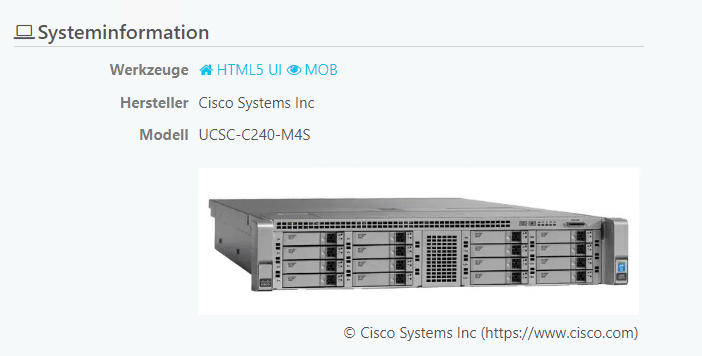 Systeminformation
Werkzeuge HTML5 UI MOB
Hersteller Cisco Systems Inc
Modell UCSC-C240-M4S
© Cisco Systems Inc (https://www.cisco.com)